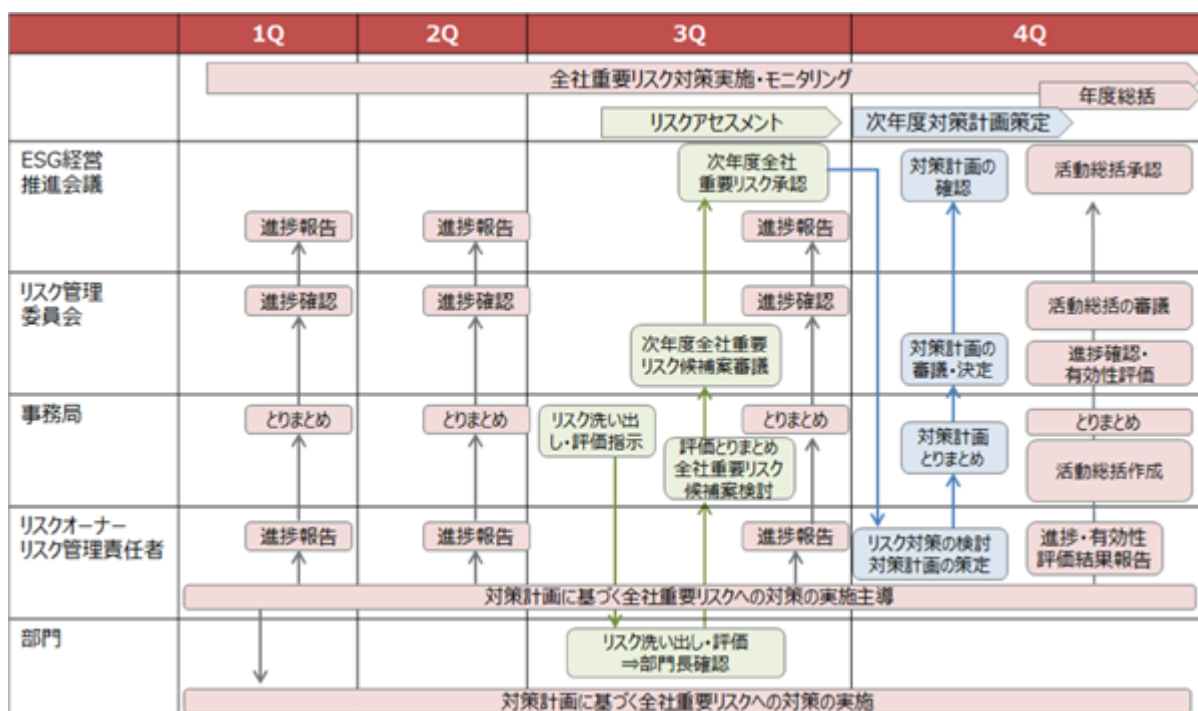 1Q
2Q
3Q
4Q
全社重要リスク対策実施・モニタリング
年度総括
リスクアセスメント
次年度対策計画策定
ESG経営
推進会議
次年度全社
重要リスク承認
対策計画の
確認
活動総括承認
進捗報告
進捗報告
進捗報告
リスク管理
委員会
進捗確認
進捗確認
進捗確認
活動総括の審議
次年度全社重要
リスク候補案審議
対策計画の
審議・決定
進捗確認・
有効性評価
事務局
とりまとめ
とりまとめ
リスク洗い出
し・評価指示
とりまとめ
とりまとめ
評価とりまとめ
全社重要リスク
候補案検討
対策計画
とりまとめ
活動総括作成
リスクオーナー
リスク管理責任者
進捗報告
進捗報告
進捗報告
リスク対策の検討
対策計画の策定
進捗・有効性
評価結果報告
対策計画に基づく全社重要リスクへの対策の実施主導
部門
リスク洗い出し・評価
⇒部門長確認
対策計画に基づく全社重要リスクへの対策の実施